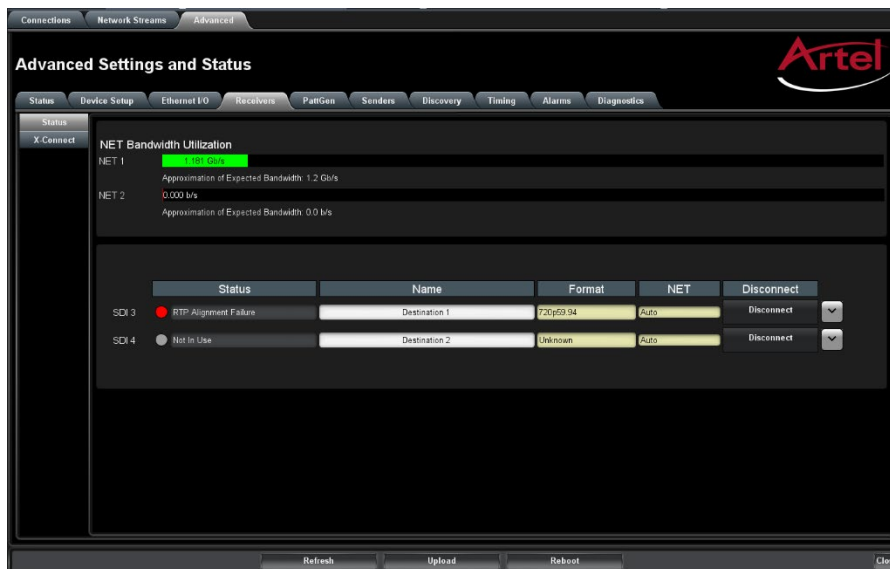 Connections Network Streams Advanced
Advanced Settings and Status
Artel
Status Device Setup Ethernet I/O Receivers PattGen Senders Discovery Timing Alarms Diagnostics
Status
X-Connect
NET Bandwidth Utilization
NET 1 1.181 Gb/s
Approximation of Expected Bandwidth: 1.2 Gb/s
NET 2 0.000 b/s
Approximation of Expected Bandwidth: 0.0 b/s
Status Name Format NET Disconnect
SDI 3 RTP Alignment Failure Destination 1 720p59.94 Auto Disconnect
SDI 4 Not In Use Destination 2 Unknown Auto Disconnect
Refresh Upload Reboot Clo